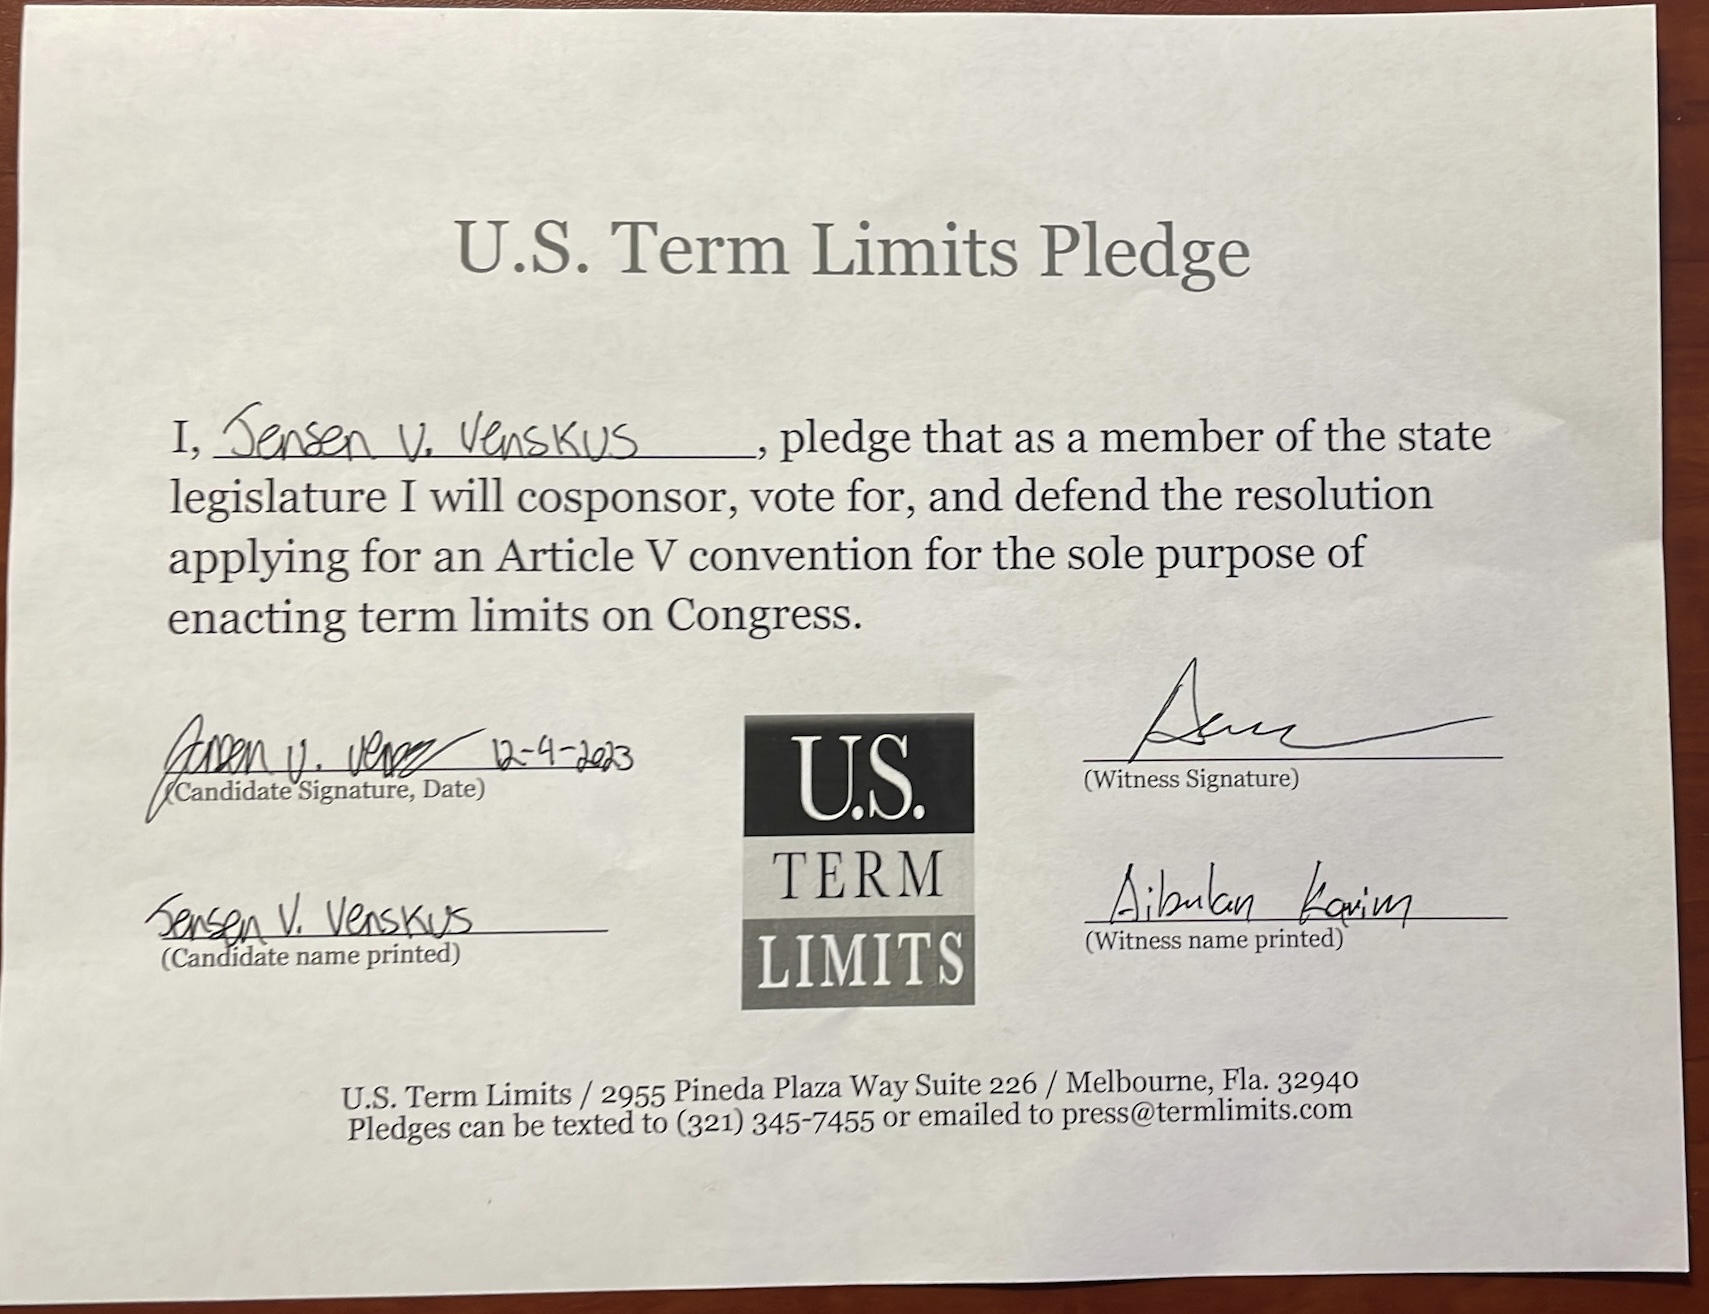 U.S. Term Limits Pledge
I, Jensen V. Venskus, pledge that as a member of the state
legislature I will cosponsor, vote for, and defend the resolution
applying for an Article V convention for the sole purpose of
enacting term limits on Congress.
Jensen V. 12-4-2023
(Candidate Signature, Date)
Jensen V. Venskus
(Candidate name printed)
U.S.
TERM
LIMITS
(Witness Signature)
Aibulan Karim
(Witness name printed)
U.S. Term Limits / 2955 Pineda Plaza Way Suite 226 / Melbourne, Fla. 32940
Pledges can be texted to (321) 345-7455 or emailed to press@termlimits.com